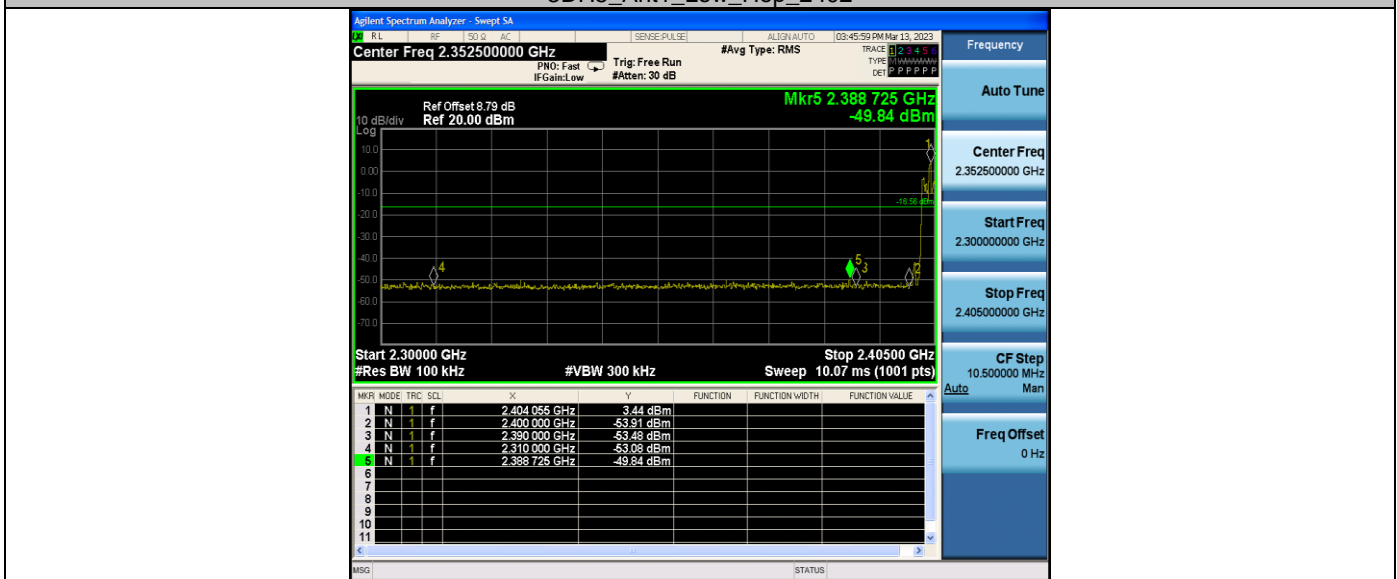 Agilent Spectrum Analyzer - Swept SA
RL RF 50 Ω AC SENSE:PULSE ALIGNAUTO 03:45:59 PM Mar 13, 2023
Center Freq 2.352500000 GHz #Avg Type: RMS TRACE 1 2 3 4 5 6
PNO: Fast Trig: Free Run TYPE M
IFGain:Low #Atten: 30 dB DET P P P P P P
Mkr5 2.388 725 GHz
Ref Offset 8.79 dB
10 dB/div Ref 20.00 dBm -49.84 dBm
Log
10.0
0.00
-10.0
-20.0
-30.0
-40.0
-50.0
-60.0
-70.0
1
-16.56 dBm
4
5
3
2
Start 2.30000 GHz Stop 2.40500 GHz
#Res BW 100 kHz #VBW 300 kHz Sweep 10.07 ms (1001 pts)
MKR MODE TRC SCL X Y FUNCTION FUNCTION WIDTH FUNCTION VALUE
1 N 1 f 2.404 055 GHz 3.44 dBm
2 N 1 f 2.400 000 GHz -53.91 dBm
3 N 1 f 2.390 000 GHz -53.48 dBm
4 N 1 f 2.310 000 GHz -53.08 dBm
5 N 1 f 2.388 725 GHz -49.84 dBm
6
7
8
9
10
11
MSG STATUS
Frequency
Auto Tune
Center Freq
2.352500000 GHz
Start Freq
2.300000000 GHz
Stop Freq
2.405000000 GHz
CF Step
10.500000 MHz
Auto Man
Freq Offset
0 Hz